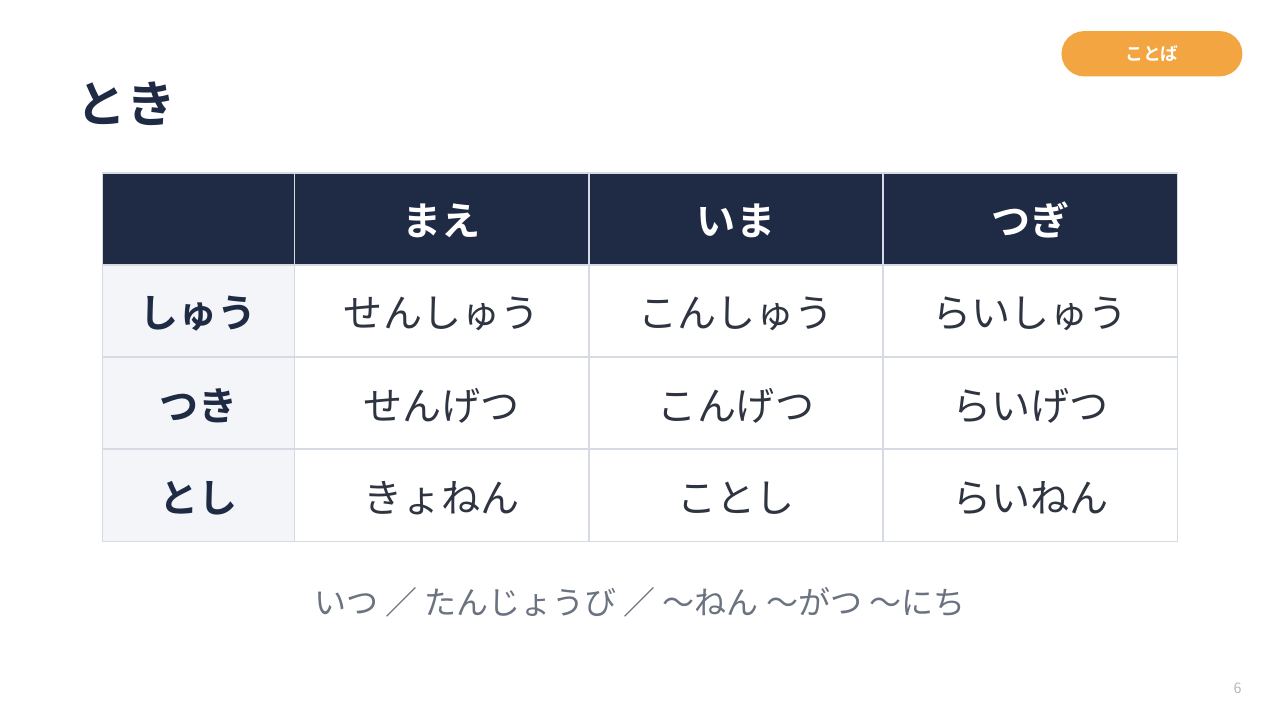 ことば
とき
まえ いま つぎ
しゅう せんしゅう こんしゅう らいしゅう
つき せんげつ こんげつ らいげつ
とし きょねん ことし らいねん
いつ ／ たんじょうび ／ ～ねん ～がつ ～にち
6